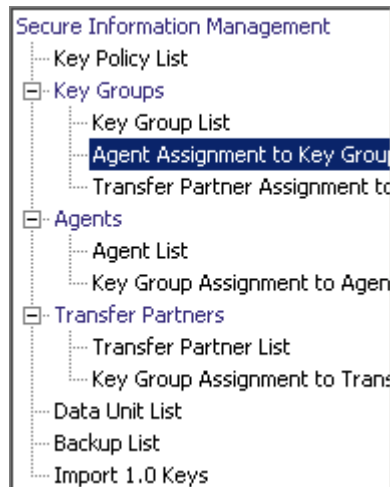 Secure Information Management
Key Policy List
Key Groups
Key Group List
Agent Assignment to Key Grou
Transfer Partner Assignment to
Agents
Agent List
Key Group Assignment to Agen
Transfer Partners
Transfer Partner List
Key Group Assignment to Trans
Data Unit List
Backup List
Import 1.0 Keys